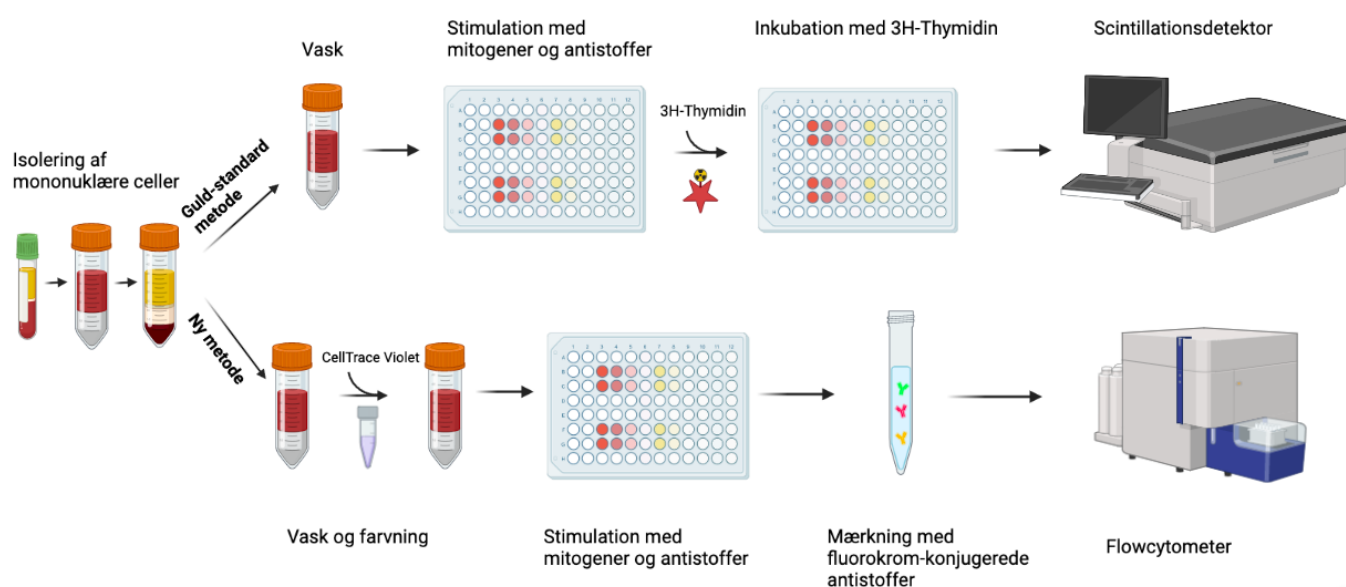 Isolering af
mononuklære celler
Guld-standard
metode
Vask
Stimulation med
mitogener og antistoffer
3H-Thymidin
Inkubation med 3H-Thymidin
Scintillationsdetektor
Ny metode
CellTrace Violet
Vask og farvning
Stimulation med
mitogener og antistoffer
Mærkning med
fluorokrom-konjugerede
antistoffer
Flowcytometer